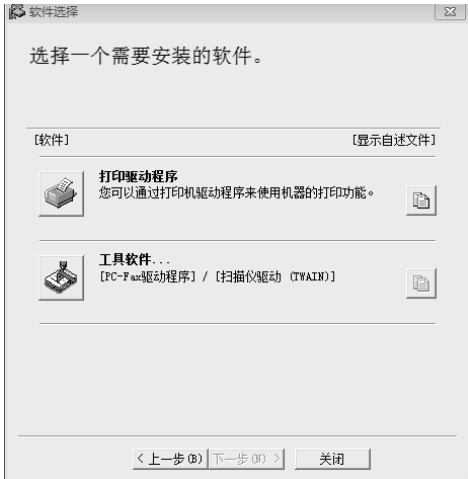 软件选择
选择一个需要安装的软件。
[软件] [显示自述文件]
打印驱动程序
您可以通过打印机驱动程序来使用机器的打印功能。
工具软件...
[PC-Fax驱动程序] / [扫描仪驱动 (TWAIN)]
< 上一步(B) 下一步(N) > 关闭